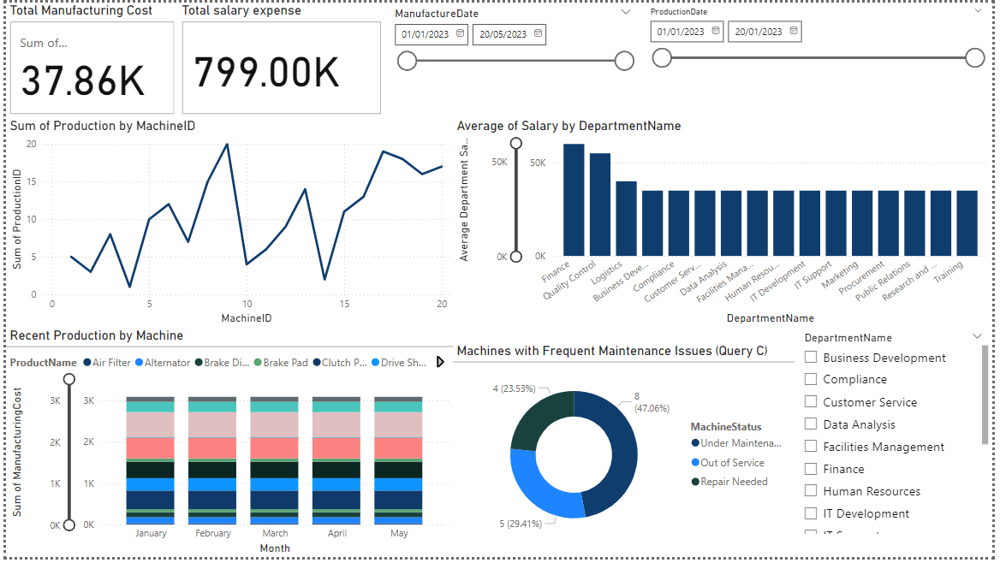 Total Manufacturing Cost
Sum of...
37.86K
Total salary expense
799.00K
ManufactureDate
01/01/2023
20/05/2023
ProductionDate
01/01/2023
20/01/2023
Sum of Production by MachineID
Sum of ProductionID
20
15
10
5
0
0
5
10
15
20
MachineID
Average of Salary by DepartmentName
Average Department Sa...
50K
0K
50K
0K
Finance
Quality Control
Logistics
Business Deve...
Compliance
Customer Serv...
Data Analysis
Facilities Mana...
Human Resou...
IT Development
IT Support
Marketing
Procurement
Public Relations
Research and ...
Training
DepartmentName
Recent Production by Machine
ProductName
Air Filter
Alternator
Brake Di...
Brake Pad
Clutch P...
Drive Sh...
Sum of ManufacturingCost
3K
2K
1K
0K
3K
2K
1K
0K
January
February
March
April
May
Month
Machines with Frequent Maintenance Issues (Query C)
4 (23.53%)
8
(47.06%)
5 (29.41%)
MachineStatus
Under Maintena...
Out of Service
Repair Needed
DepartmentName
Business Development
Compliance
Customer Service
Data Analysis
Facilities Management
Finance
Human Resources
IT Development